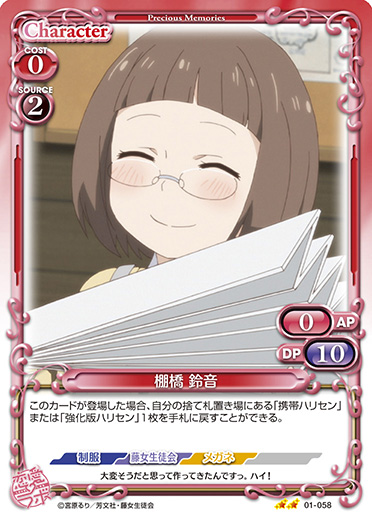 Precious Memories
Character
COST
0
SOURCE
2
0 AP
DP 10
棚橋 鈴音
このカードが登場した場合、自分の捨て札置き場にある「携帯ハリセン」
または「強化版ハリセン」1枚を手札に戻すことができる。
制服 藤女生徒会 メガネ
大変そうだと思って作ってきたんですっ。ハイ!
恋愛
ラボ
©宮原るり/芳文社・藤女生徒会
01-058